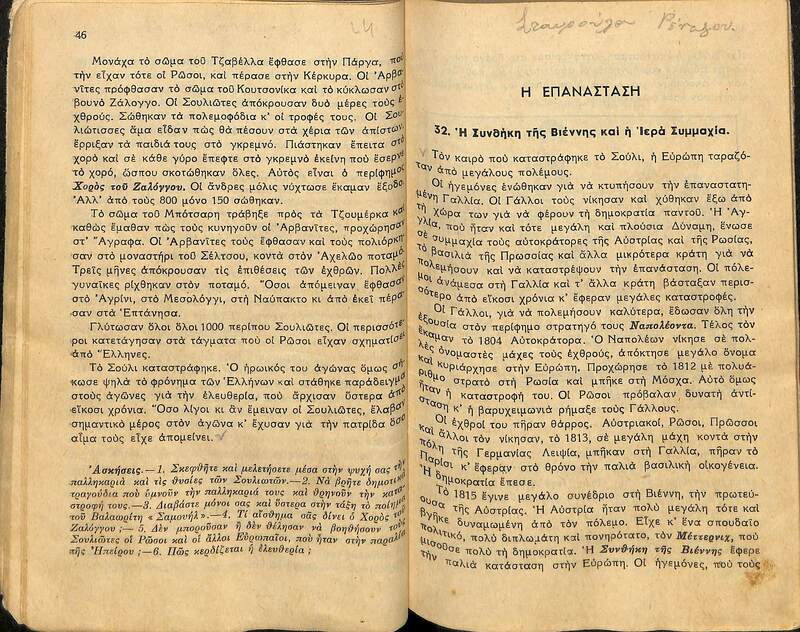 46
Μονάχα τὸ σῶμα τοῦ Τζαβέλλα ἔφθασε στὴν Πάργα, ποὺ
τὴν εἶχαν τότε οἱ Ρῶσοι, καὶ πέρασε στὴν Κέρκυρα. Οἱ Ἀρβα-
νῖτες πρόφθασαν τὸ σῶμα τοῦ Κουτσονίκα καὶ τὸ κύκλωσαν στὸ
βουνὸ Ζάλογγο. Οἱ Σουλιῶτες ἀπόκρουσαν δυὸ μέρες τοὺς ἐ-
χθρούς. Σώθηκαν τὰ πολεμοφόδια κ' οἱ τροφές τους. Οἱ Σου-
λιώτισσες ἅμα εἶδαν πὼς θὰ πέσουν στὰ χέρια τῶν ἀπίστων,
ἔρριξαν τὰ παιδιά τους στὸ γκρεμνό. Πιάστηκαν ἔπειτα στὸ
χορὸ καὶ σὲ κάθε γύρο ἔπεφτε στὸ γκρεμνὸ ἐκείνη ποὺ ἔσερνε
τὸ χορό, ὥσπου σκοτώθηκαν ὅλες. Αὐτὸς εἶναι ὁ περίφημος
Χορὸς τοῦ Ζαλόγγου. Οἱ ἄνδρες μόλις νύχτωσε ἔκαμαν ἔξοδο.
Ἀλλ' ἀπὸ τοὺς 800 μόνο 150 σώθηκαν.
Τὸ σῶμα τοῦ Μπότσαρη τράβηξε πρὸς τὰ Τζουμέρκα καὶ
καθὼς ἔμαθαν πὼς τοὺς κυνηγοῦν οἱ Ἀρβανῖτες, προχώρησαν
στ' Ἄγραφα. Οἱ Ἀρβανῖτες τοὺς ἔφθασαν καὶ τοὺς πολιόρκη-
σαν στὸ μοναστήρι τοῦ Σέλτσου, κοντὰ στὸν Ἀχελῶο ποταμό.
Τρεῖς μῆνες ἀπόκρουσαν τὶς ἐπιθέσεις τῶν ἐχθρῶν. Πολλὲς
γυναῖκες ρίχθηκαν στὸν ποταμό. Ὅσοι ἀπόμειναν ἔφθασαν
στὸ Ἀγρίνι, στὸ Μεσολόγγι, στὴ Ναύπακτο κι ἀπὸ ἐκεῖ πέρα-
σαν στὰ Ἑπτάνησα.
Γλύτωσαν ὅλοι ὅλοι 1000 περίπου Σουλιῶτες. Οἱ περισσότε-
ροι κατετάγησαν στὰ τάγματα ποὺ οἱ Ρῶσοι εἶχαν σχηματίσει
ἀπὸ Ἕλληνες.
Τὸ Σούλι καταστράφηκε. Ὁ ἡρωικός του ἀγώνας ὅμως σή-
κωσε ψηλὰ τὸ φρόνημα τῶν Ἑλλήνων καὶ στάθηκε παράδειγμα
στοὺς ἀγῶνες γιὰ τὴν ἐλευθερία, ποὺ ἄρχισαν ὕστερα ἀπὸ
εἴκοσι χρόνια. Ὅσο λίγοι κι ἂν ἔμειναν οἱ Σουλιῶτες, ἔλαβαν
σημαντικὸ μέρος στὸν ἀγώνα κ' ἔχυσαν γιὰ τὴν πατρίδα ὅσο
αἷμα τοὺς εἶχε ἀπομείνει.
Ἀσκήσεις.—1. Σκεφθῆτε καὶ μελετήσετε μέσα στὴν ψυχή σας τὴν
παλληκαριὰ καὶ τὶς θυσίες τῶν Σουλιωτῶν.—2. Νὰ βρῆτε δημοτικὰ
τραγούδια ποὺ ὑμνοῦν τὴν παλληκαριά τους καὶ θρηνοῦν τὴν κατα-
στροφή τους.—3. Διαβάστε μόνοι σας καὶ ὕστερα στὴν τάξη τὸ ποίημα
τοῦ Βαλαωρίτη «Σαμουήλ».—4. Τί αἴσθημα σᾶς δίνει ὁ Χορὸς τοῦ
Ζαλόγγου;—5. Δὲν μποροῦσαν ἢ δὲν θέλησαν νὰ βοηθήσουν τοὺς
Σουλιῶτες οἱ Ρῶσοι καὶ οἱ ἄλλοι Εὐρωπαῖοι, ποὺ ἦταν στὴν παραλία
τῆς Ἠπείρου;—6. Πῶς κερδίζεται ἡ ἐλευθερία;
Η ΕΠΑΝΑΣΤΑΣΗ
32. Ἡ Συνθήκη τῆς Βιέννης καὶ ἡ Ἱερὰ Συμμαχία.
Τὸν καιρὸ ποὺ καταστράφηκε τὸ Σούλι, ἡ Εὐρώπη ταραζό-
ταν ἀπὸ μεγάλους πολέμους.
Οἱ ἡγεμόνες ἑνώθηκαν γιὰ νὰ κτυπήσουν τὴν ἐπαναστατη-
μένη Γαλλία. Οἱ Γάλλοι τοὺς νίκησαν καὶ χύθηκαν ἔξω ἀπὸ
τὴ χώρα των γιὰ νὰ φέρουν τὴ δημοκρατία παντοῦ. Ἡ Ἀγ-
γλία, ποὺ ἦταν καὶ τότε μεγάλη καὶ πλούσια Δύναμη, ἕνωσε
σὲ συμμαχία τοὺς αὐτοκράτορες τῆς Αὐστρίας καὶ τῆς Ρωσίας,
τὸ βασιλιὰ τῆς Πρωσσίας καὶ ἄλλα μικρότερα κράτη γιὰ νὰ
πολεμήσουν καὶ νὰ καταστρέψουν τὴν ἐπανάσταση. Οἱ πόλε-
μοι ἀνάμεσα στὴ Γαλλία καὶ τ' ἄλλα κράτη βάσταξαν περισ-
σότερο ἀπὸ εἴκοσι χρόνια κ' ἔφεραν μεγάλες καταστροφές.
Οἱ Γάλλοι, γιὰ νὰ πολεμήσουν καλύτερα, ἔδωσαν ὅλη τὴν
ἐξουσία στὸν περίφημο στρατηγό τους Ναπολέοντα. Τέλος τὸν
ἔκαμαν τὸ 1804 Αὐτοκράτορα. Ὁ Ναπολέων νίκησε σὲ πολ-
λὲς ὀνομαστὲς μάχες τοὺς ἐχθρούς, ἀπόκτησε μεγάλο ὄνομα
καὶ κυριάρχησε στὴν Εὐρώπη. Προχώρησε τὸ 1812 μὲ πολυά-
ριθμο στρατὸ στὴ Ρωσία καὶ μπῆκε στὴ Μόσχα. Αὐτὸ ὅμως
ἦταν ἡ καταστροφή του. Οἱ Ρῶσοι πρόβαλαν δυνατὴ ἀντί-
σταση κ' ἡ βαρυχειμωνιὰ ρήμαξε τοὺς Γάλλους.
Οἱ ἐχθροί του πῆραν θάρρος. Αὐστριακοί, Ρῶσοι, Πρῶσσοι
καὶ ἄλλοι τὸν νίκησαν, τὸ 1813, σὲ μεγάλη μάχη κοντὰ στὴν
πόλη τῆς Γερμανίας Λειψία, μπῆκαν στὴ Γαλλία, πῆραν τὸ
Παρίσι κ' ἔφεραν στὸ θρόνο τὴν παλιὰ βασιλικὴ οἰκογένεια.
Ἡ δημοκρατία ἔπεσε.
Τὸ 1815 ἔγινε μεγάλο συνέδριο στὴ Βιέννη, τὴν πρωτεύ-
ουσα τῆς Αὐστρίας. Ἡ Αὐστρία ἦταν πολὺ μεγάλη τότε καὶ
βγῆκε δυναμωμένη ἀπὸ τὸν πόλεμο. Εἶχε κ' ἕνα σπουδαῖο
πολιτικό, πολὺ διπλωμάτη καὶ πονηρότατο, τὸν Μέττερνιχ, ποὺ
μισοῦσε πολὺ τὴ δημοκρατία. Ἡ Συνθήκη τῆς Βιέννης ἔφερε
τὴν παλιὰ κατάσταση στὴν Εὐρώπη. Οἱ ἡγεμόνες, ποὺ τοὺς